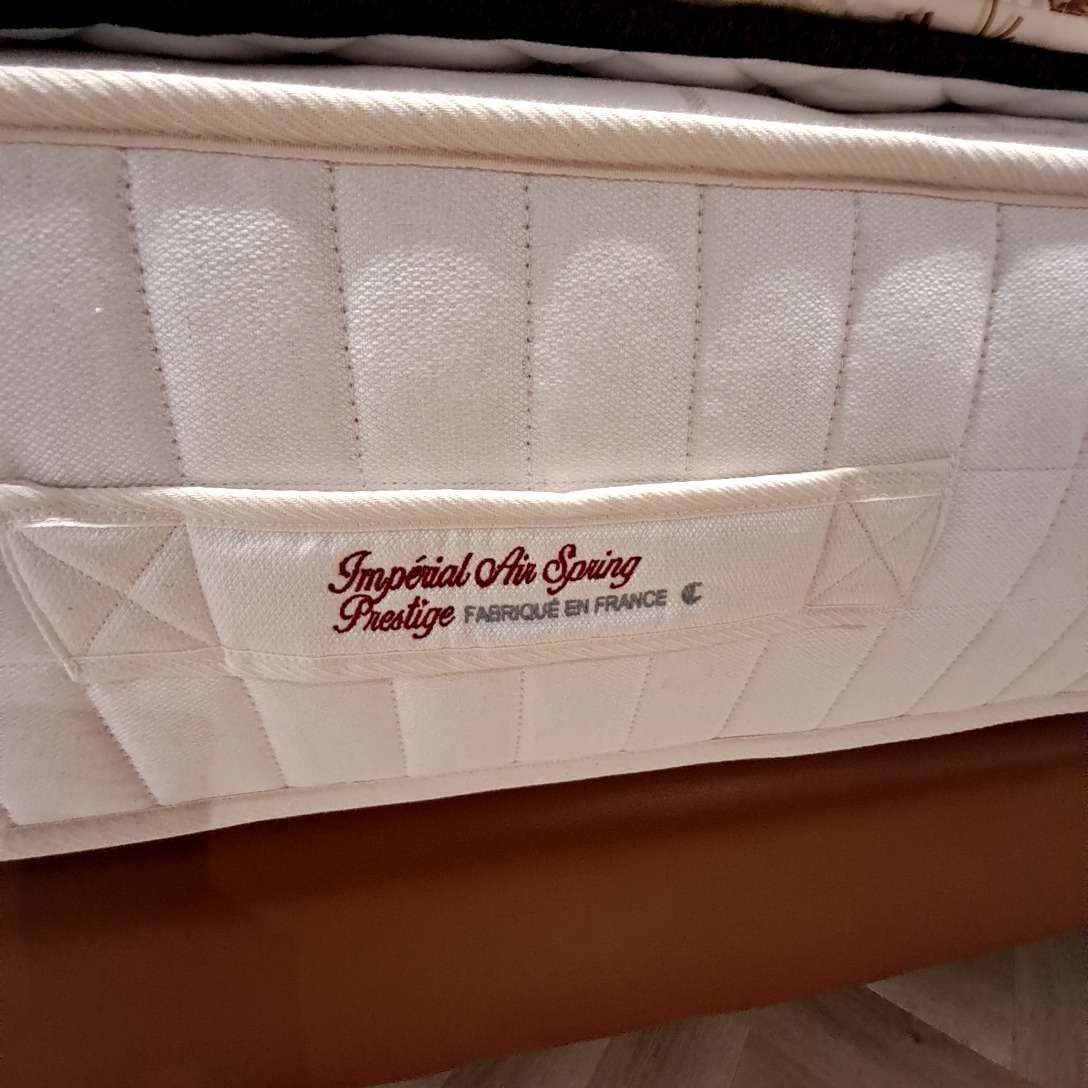 Impérial Air Spring
Prestige FABRIQUÉ EN FRANCE